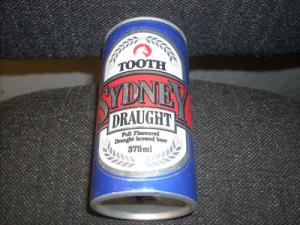 TOOTH
SYDNEY
DRAUGHT
Full Flavoured
Draught brewed beer
375ml